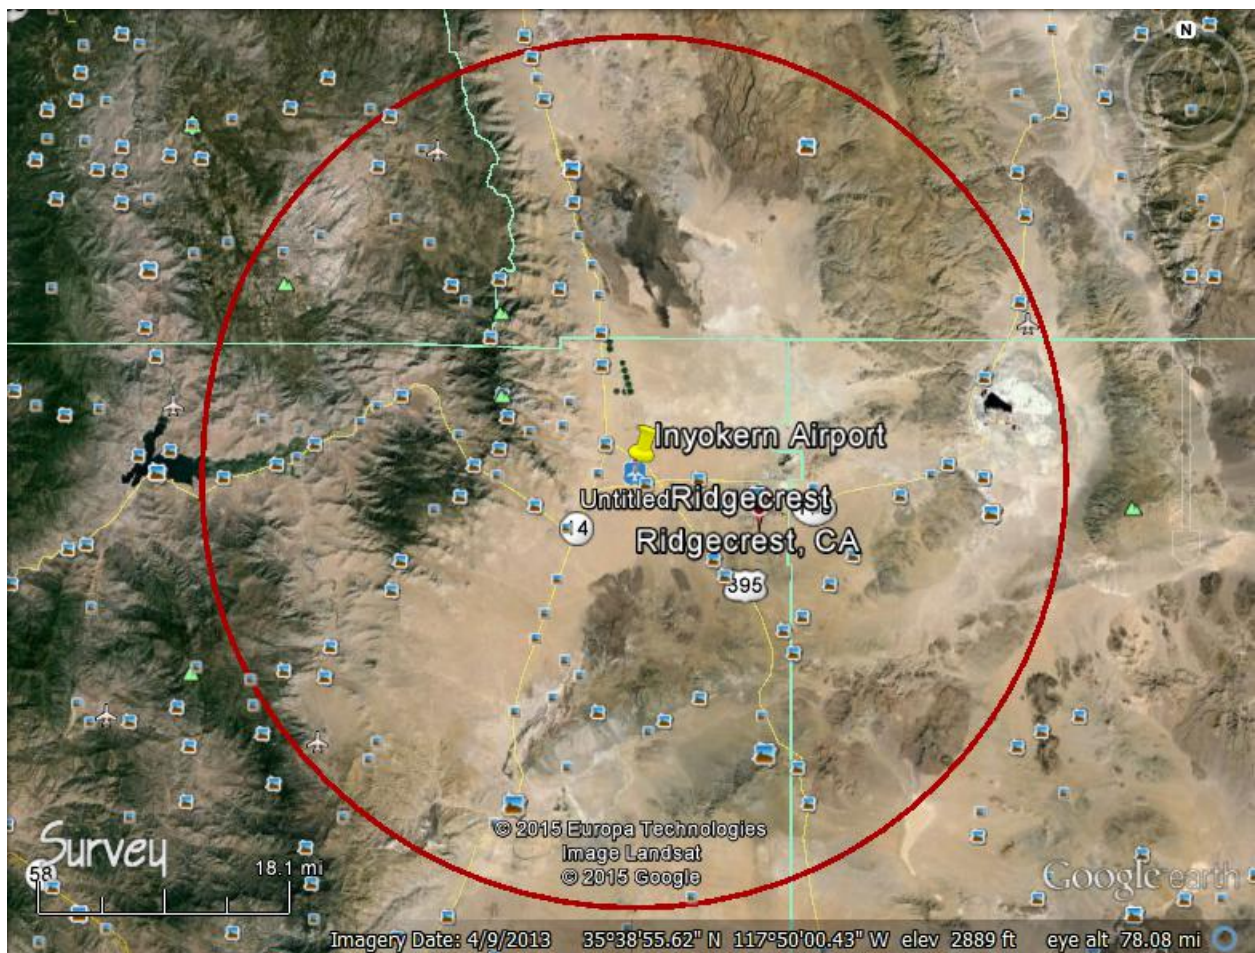 N
Inyokern Airport
Untitled Ridgecrest
14
Ridgecrest, CA
395
© 2015 Europa Technologies
Image Landsat
© 2015 Google
Survey
18.1 mi
58
Google earth
Imagery Date: 4/9/2013 35°38'55.62" N 117°50'00.43" W elev 2889 ft eye alt 78.08 mi